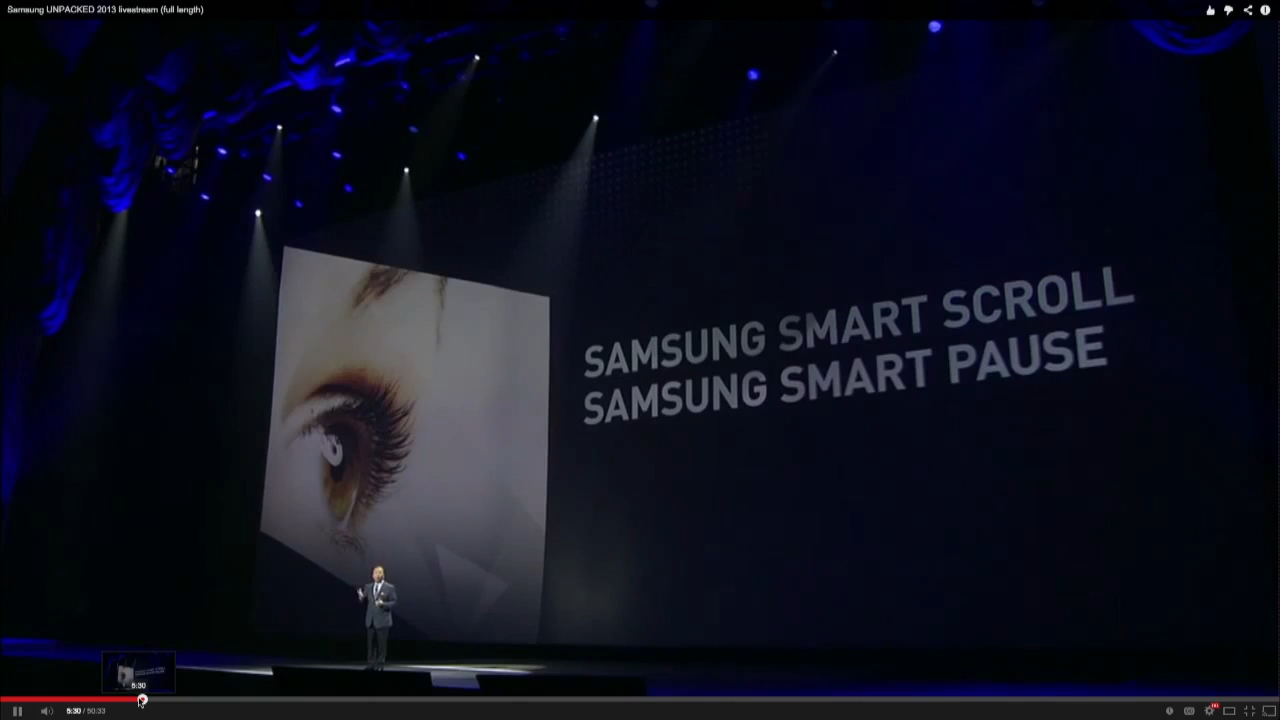 Samsung UNPACKED 2013 livestream (full length)
SAMSUNG SMART SCROLL
SAMSUNG SMART PAUSE
5:30
5:30 / 50:33